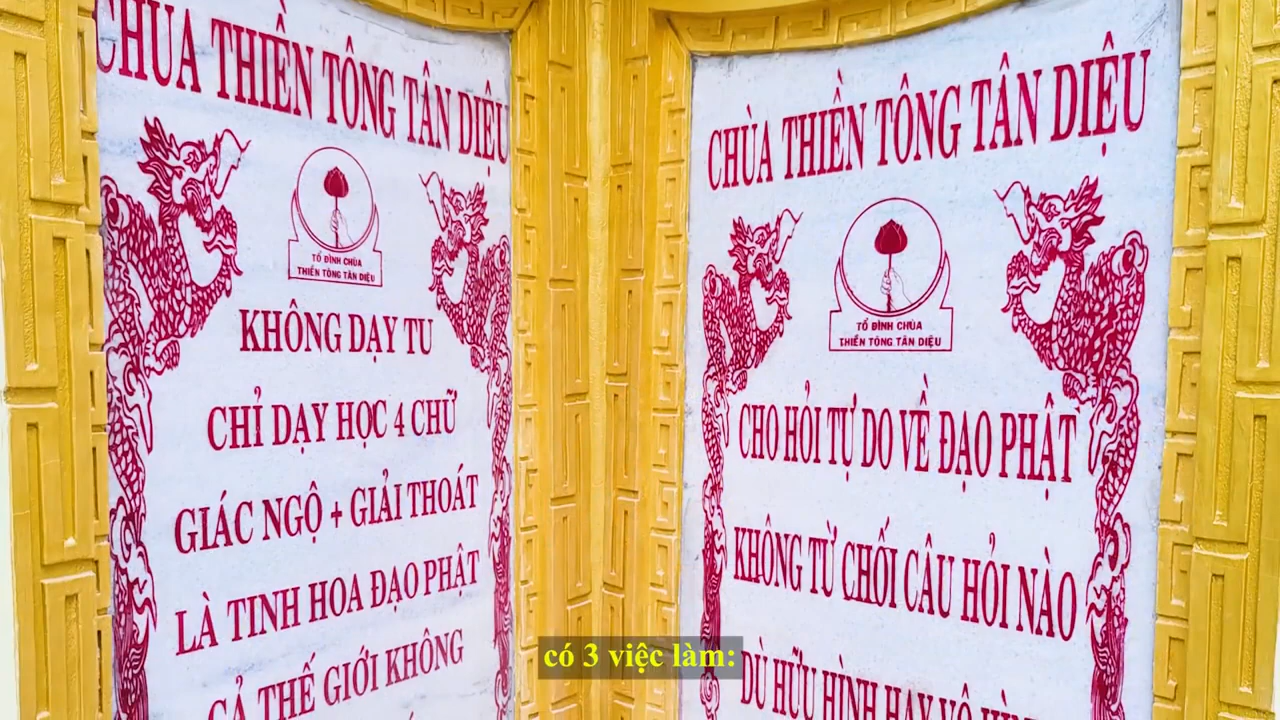 CHÙA THIỀN TÔNG TÂN DIỆU
TỔ ĐÌNH CHÙA
THIỀN TÔNG TÂN DIỆU
KHÔNG DẠY TU
CHỈ DẠY HỌC 4 CHỮ
GIÁC NGỘ + GIẢI THOÁT
LÀ TINH HOA ĐẠO PHẬT
CẢ THẾ GIỚI KHÔNG
CHÙA THIỀN TÔNG TÂN DIỆU
TỔ ĐÌNH CHÙA
THIỀN TÔNG TÂN DIỆU
CHO HỎI TỰ DO VỀ ĐẠO PHẬT
KHÔNG TỪ CHỐI CÂU HỎI NÀO
DÙ HỮU HÌNH HAY VÔ HÌNH
có 3 việc làm: